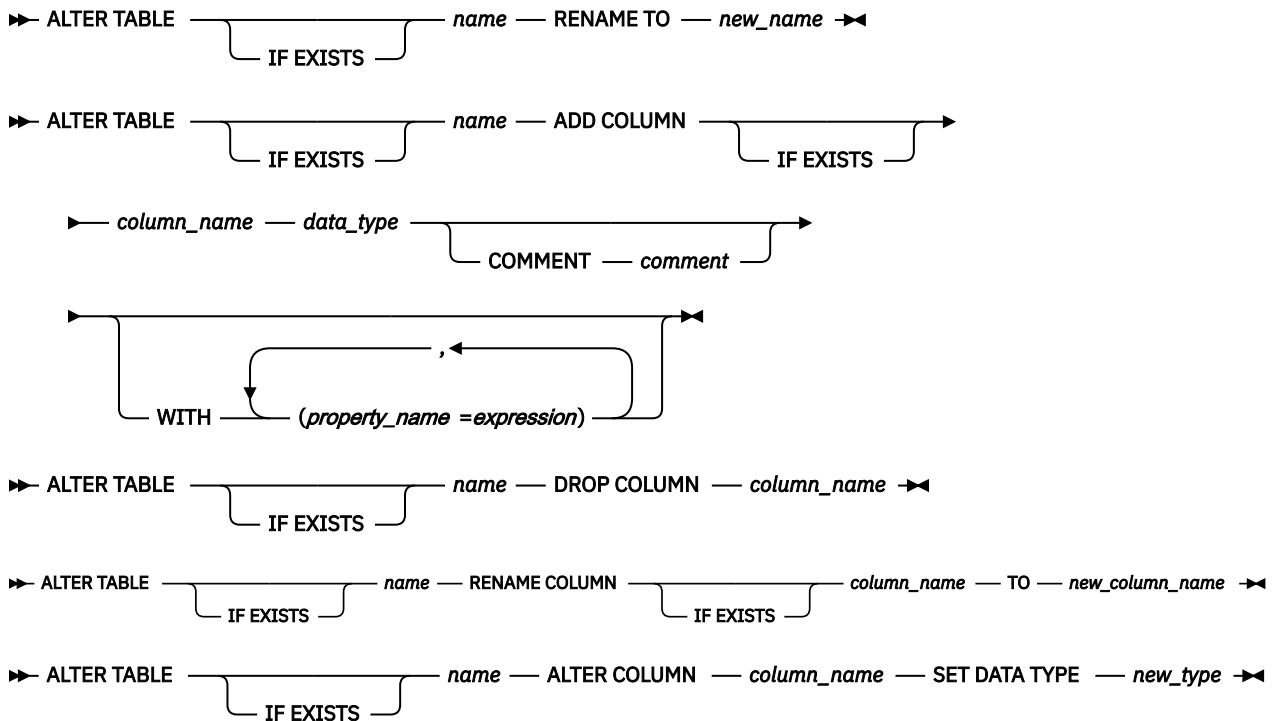 ALTER TABLE name RENAME TO new_name
IF EXISTS
ALTER TABLE name ADD COLUMN
IF EXISTS IF EXISTS
column_name data_type
COMMENT comment
,
WITH (property_name =expression)
ALTER TABLE name DROP COLUMN column_name
IF EXISTS
ALTER TABLE name RENAME COLUMN column_name TO new_column_name
IF EXISTS IF EXISTS
ALTER TABLE name ALTER COLUMN column_name SET DATA TYPE new_type
IF EXISTS